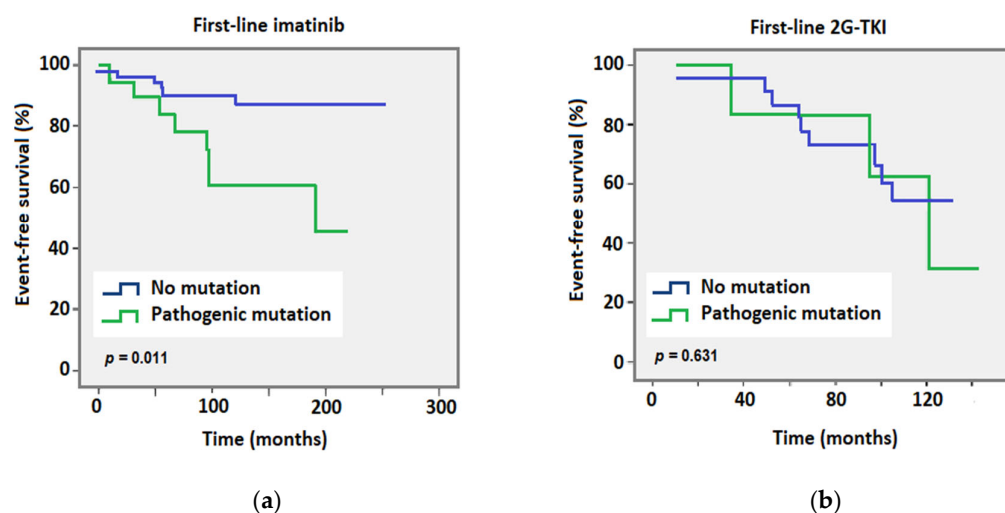 First-line imatinib
Event-free survival (%)
100
80
60
40
20
0
No mutation
Pathogenic mutation
p = 0.011
0 100 200 300
Time (months)
(a)
First-line 2G-TKI
Event-free survival (%)
100
80
60
40
20
0
No mutation
Pathogenic mutation
p = 0.631
0 40 80 120
Time (months)
(b)